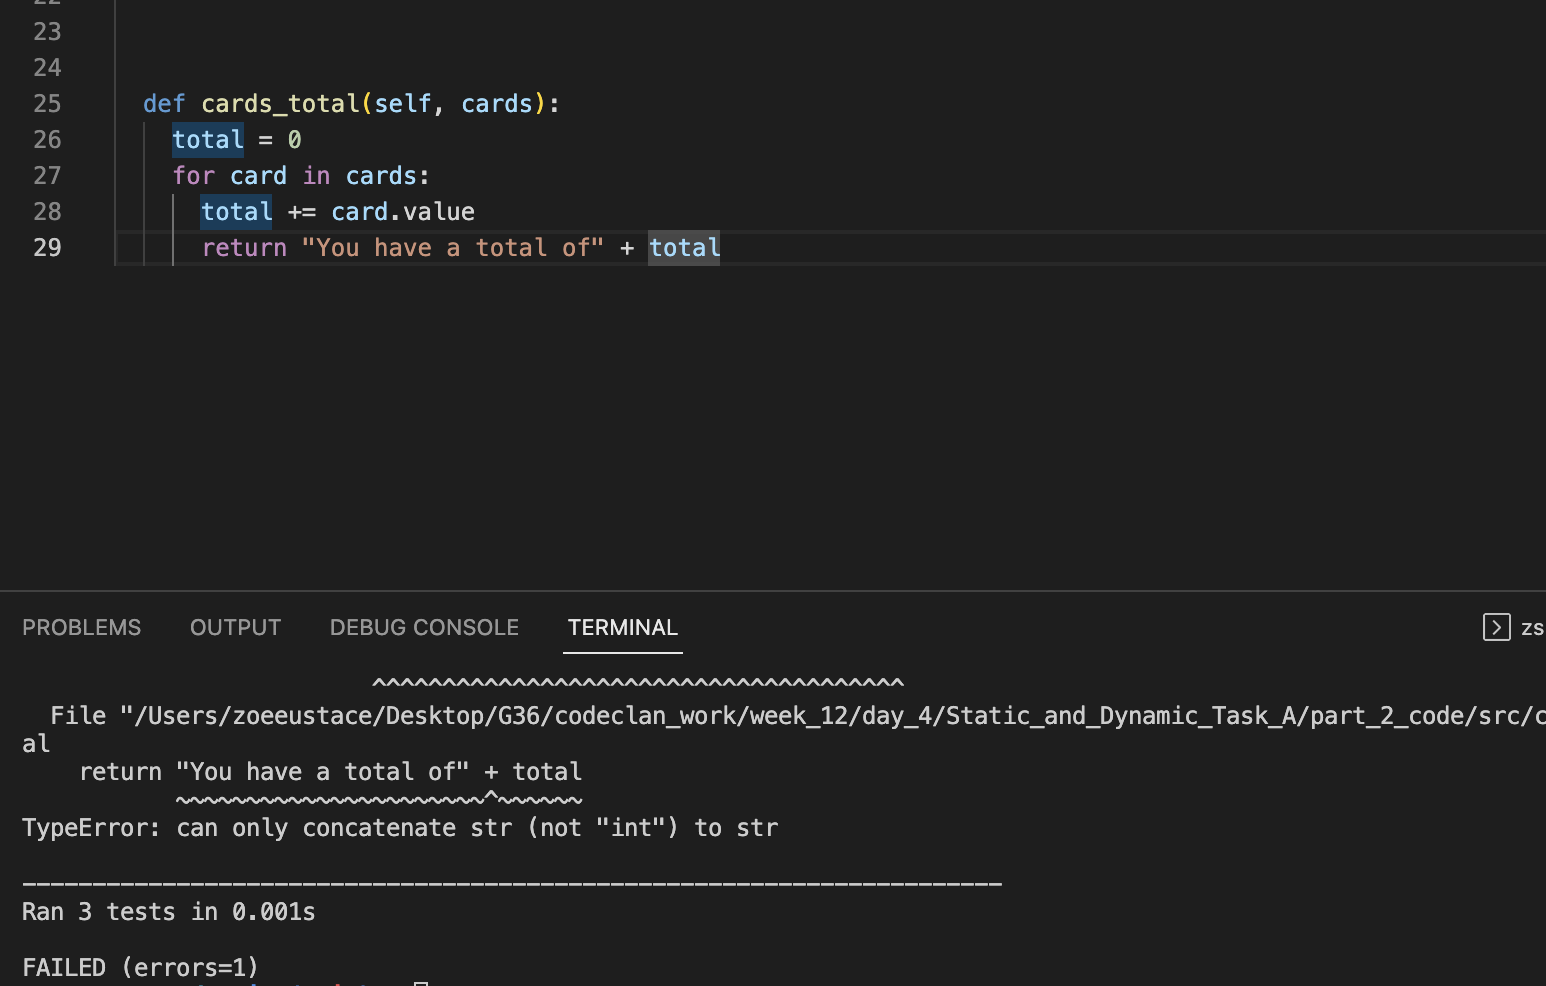 23
24
25 def cards_total(self, cards):
26 total = 0
27 for card in cards:
28 total += card.value
29 return "You have a total of" + total
PROBLEMS OUTPUT DEBUG CONSOLE TERMINAL
^^^^^^^^^^^^^^^^^^^^^^^^^^^^^^^^^^^^^^
File "/Users/zoeeustace/Desktop/G36/codeclan_work/week_12/day_4/Static_and_Dynamic_Task_A/part_2_code/src/c
al
return "You have a total of" + total
~~~~~~~~~~~~~~~~~~~~~~^~~~~~~
TypeError: can only concatenate str (not "int") to str
----------------------------------------------------------------------
Ran 3 tests in 0.001s
FAILED (errors=1)